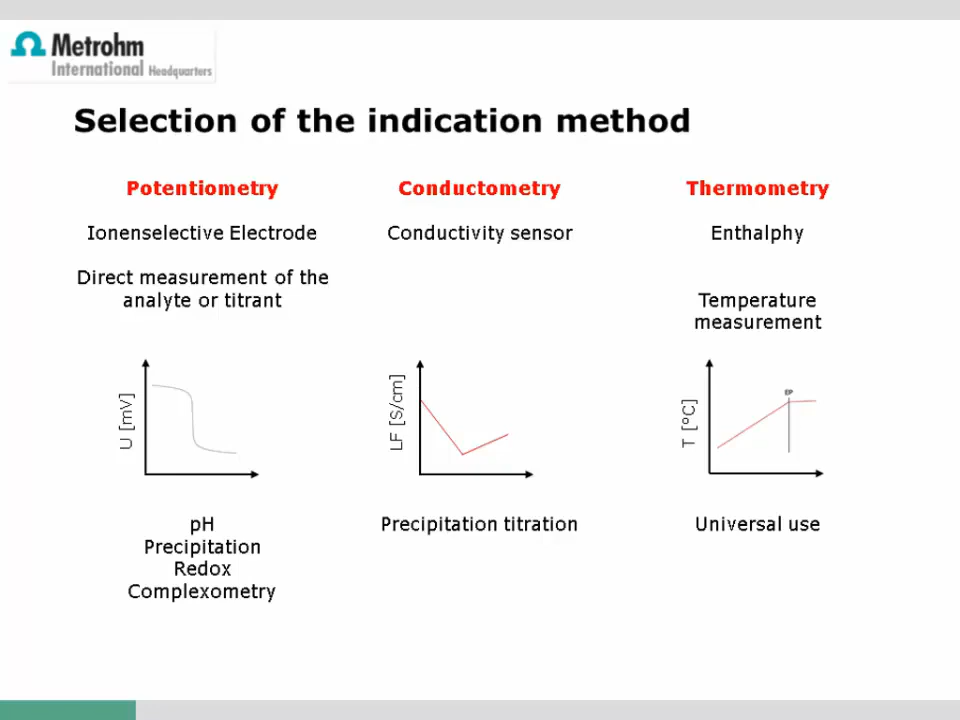 Metrohm
International Headquarters
Selection of the indication method
Potentiometry
Ionenselective Electrode
Direct measurement of the
analyte or titrant
U [mV]
pH
Precipitation
Redox
Complexometry
Conductometry
Conductivity sensor
LF [S/cm]
Precipitation titration
Thermometry
Enthalphy
Temperature
measurement
T [°C]
EP
Universal use